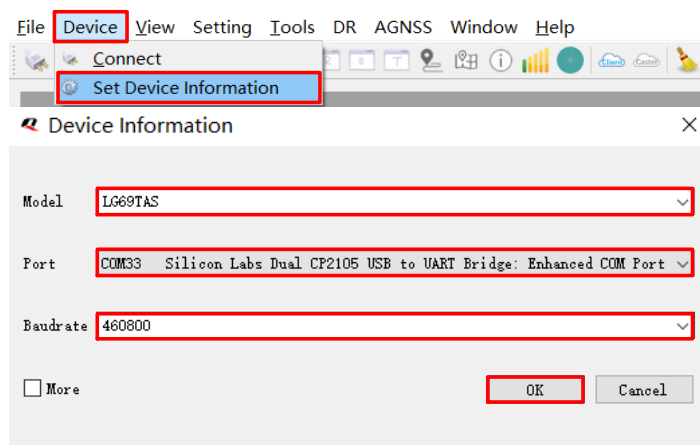 File Device View Setting Tools DR AGNSS Window Help
Connect
Set Device Information
Device Information
Model LG69TAS
Port COM33 Silicon Labs Dual CP2105 USB to UART Bridge: Enhanced COM Port
Baudrate 460800
More OK Cancel